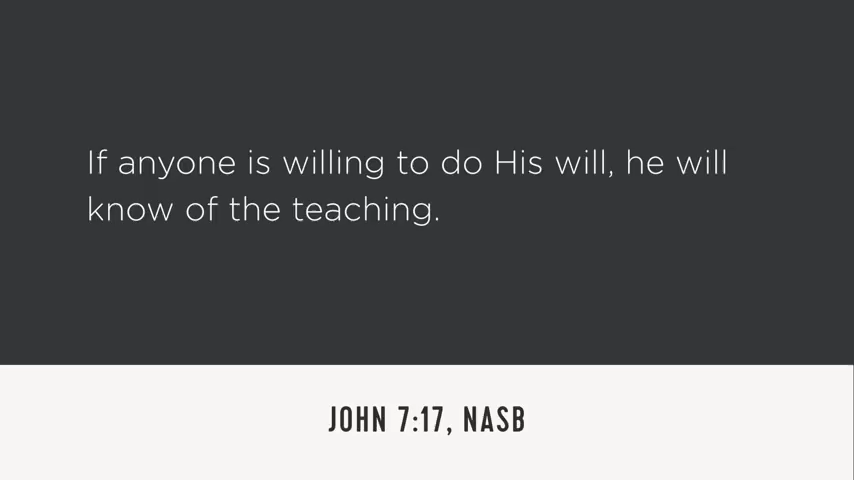 If anyone is willing to do His will, he will
know of the teaching.
JOHN 7:17, NASB